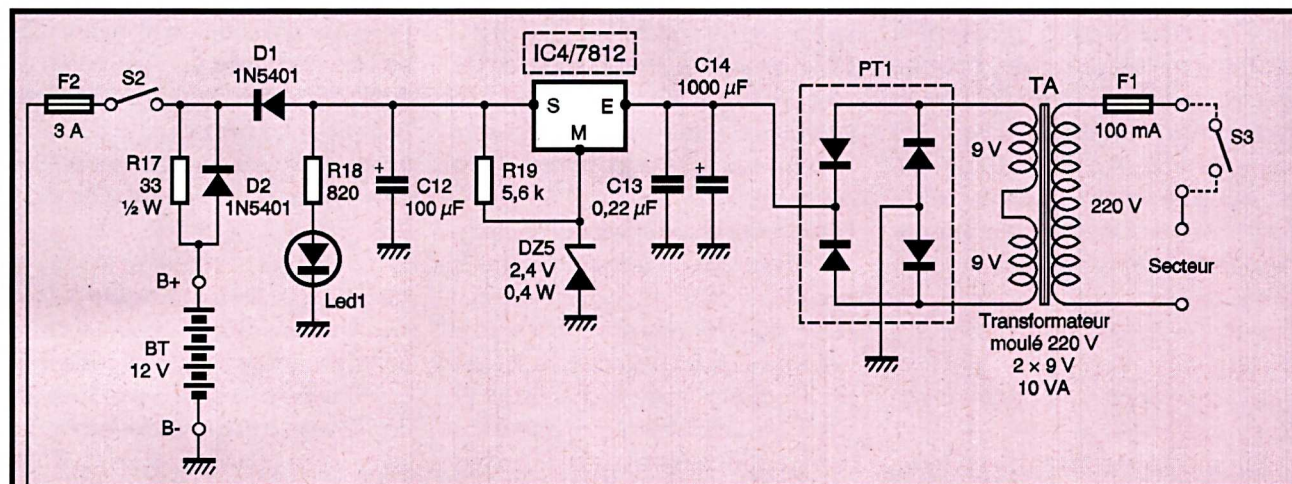 F2
3 A
S2
D1
1N5401
R17
33
½ W
D2
1N5401
B+
BT
12 V
B-
R18
820
Led1
C12
100 µF
+
R19
5,6 k
IC4/7812
S
E
M
DZ5
2,4 V
0,4 W
C13
0,22 µF
C14
1000 µF
+
PT1
TA
9 V
9 V
220 V
F1
100 mA
S3
Secteur
Transformateur
moulé 220 V
2 × 9 V
10 VA